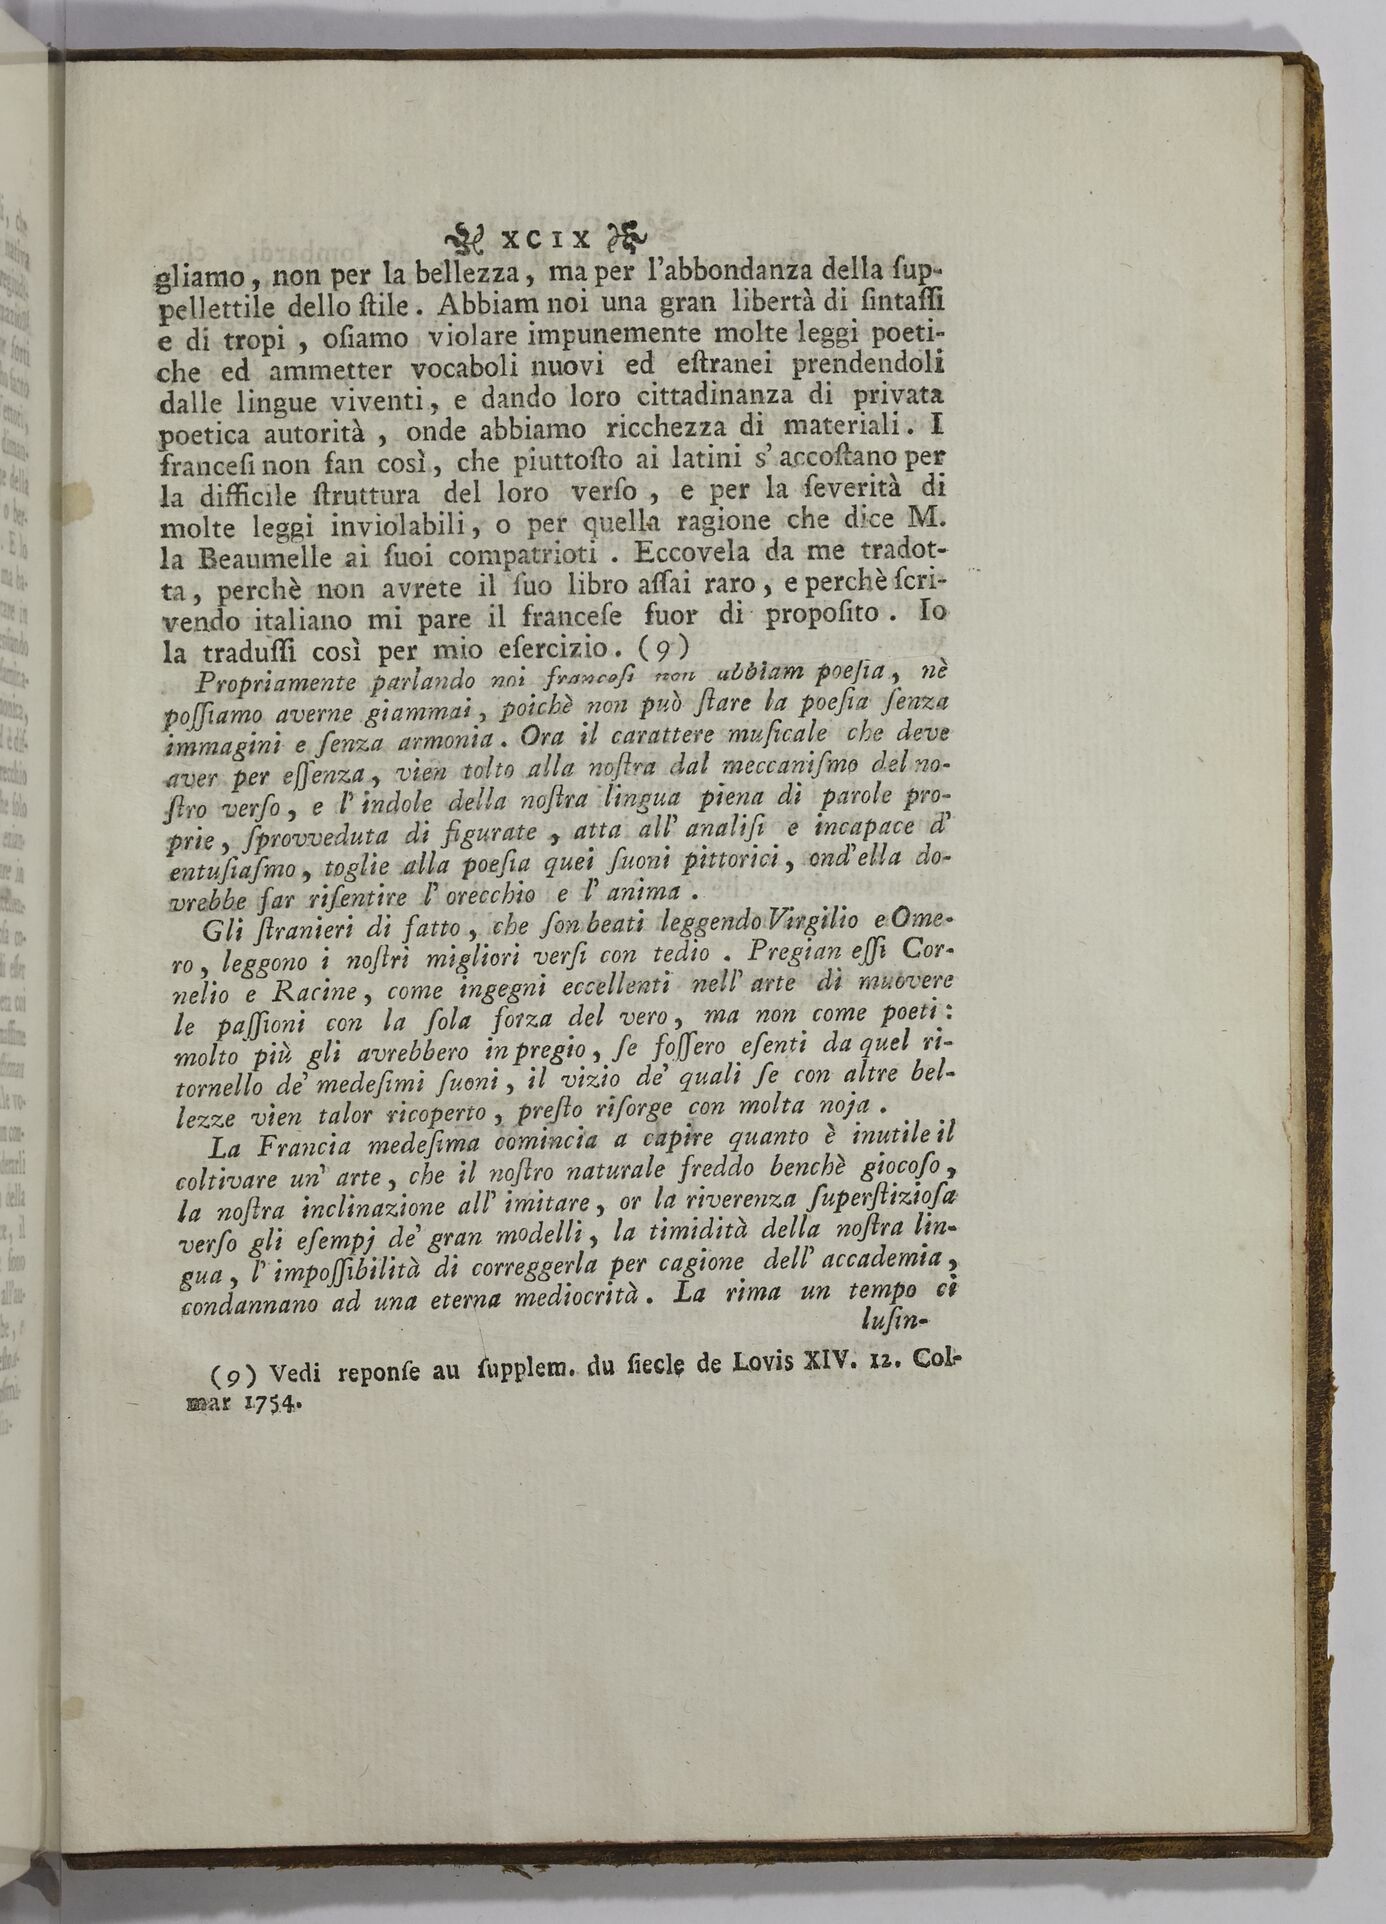 XCIX
gliamo, non per la bellezza, ma per l'abbondanza della ſup-
pellettile dello ſtile. Abbiam noi una gran libertà di ſintaſſi
e di tropi, oſiamo violare impunemente molte leggi poeti-
che ed ammetter vocaboli nuovi ed eſtranei prendendoli
dalle lingue viventi, e dando loro cittadinanza di privata
poetica autorità, onde abbiamo ricchezza di materiali. I
franceſi non fan così, che piuttoſto ai latini s'accoſtano per
la difficile ſtruttura del loro verſo, e per la ſeverità di
molte leggi inviolabili, o per quella ragione che dice M.
la Beaumelle ai ſuoi compatrioti. Eccovela da me tradot-
ta, perchè non avrete il ſuo libro aſſai raro, e perchè ſcri-
vendo italiano mi pare il franceſe fuor di propoſito. Io
la traduſſi così per mio eſercizio. (9)
Propriamente parlando noi franceſi non abbiam poeſia, nè
poſſiamo averne giammai, poichè non può ſtare la poeſia ſenza
immagini e ſenza armonia. Ora il carattere muſicale che deve
aver per eſſenza, vien tolto alla noſtra dal meccaniſmo del no-
ſtro verſo, e l'indole della noſtra lingua piena di parole pro-
prie, ſprovveduta di figurate, atta all'analiſi e incapace d'
entuſiaſmo, toglie alla poeſia quei ſuoni pittorici, ond'ella do-
vrebbe far riſentire l'orecchio e l'anima.
Gli ſtranieri di fatto, che ſon beati leggendo Virgilio e Ome-
ro, leggono i noſtri migliori verſi con tedio. Pregian eſſi Cor-
nelio e Racine, come ingegni eccellenti nell'arte di muovere
le paſſioni con la ſola forza del vero, ma non come poeti:
molto più gli avrebbero in pregio, ſe foſſero eſenti da quel ri-
tornello de' medeſimi ſuoni, il vizio de' quali ſe con altre bel-
lezze vien talor ricoperto, preſto riſorge con molta noja.
La Francia medeſima comincia a capire quanto è inutile il
coltivare un' arte, che il noſtro naturale freddo benchè giocoſo,
la noſtra inclinazione all'imitare, or la riverenza ſuperſtizioſa
verſo gli eſempj de' gran modelli, la timidità della noſtra lin-
gua, l'impoſſibilità di correggerla per cagione dell'accademia,
condannano ad una eterna mediocrità. La rima un tempo ci
luſin-
(9) Vedi reponſe au ſupplem. du ſiecle de Lovis XIV. 12. Col-
mar 1754.